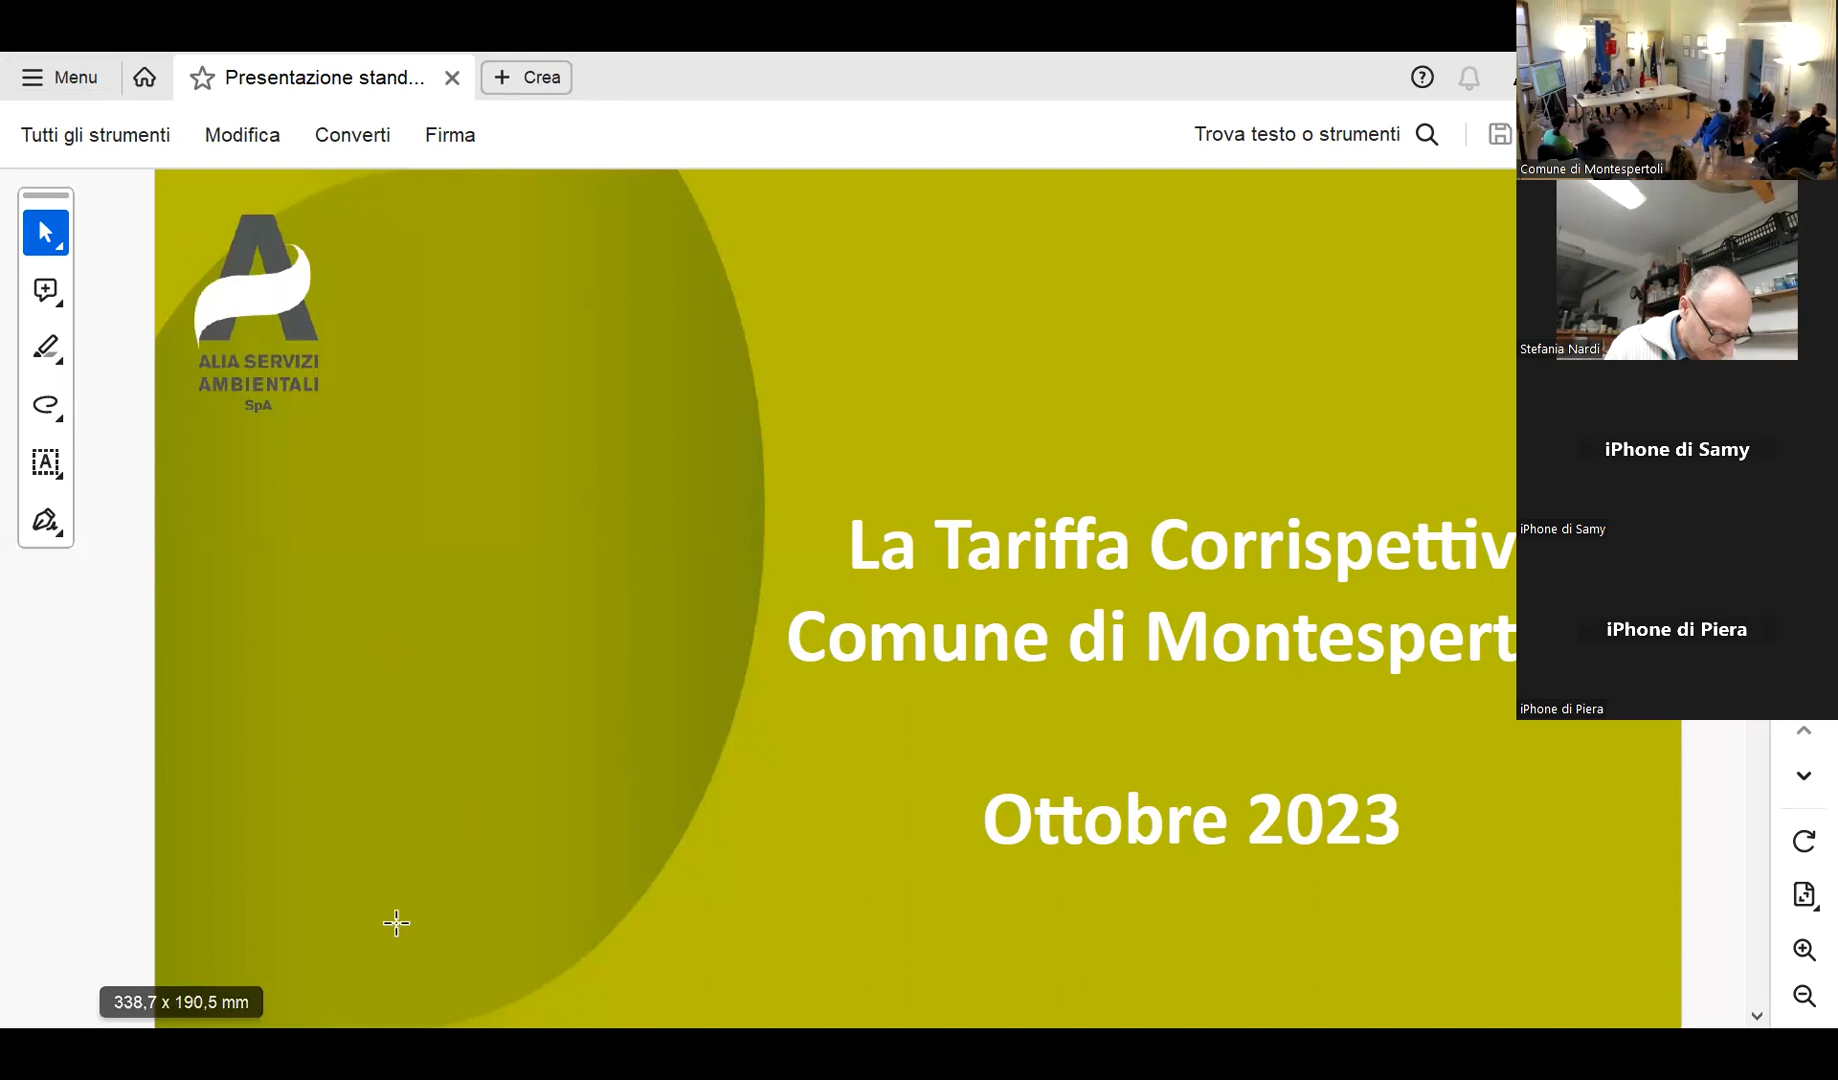 Menu
Presentazione stand...
Crea
Tutti gli strumenti
Modifica
Converti
Firma
Trova testo o strumenti
ALIA SERVIZI
AMBIENTALI
SpA
La Tariffa Corrispettiv
Comune di Montespert
Ottobre 2023
338,7 x 190,5 mm
Comune di Montespertoli
Stefania Nardi
iPhone di Samy
iPhone di Samy
iPhone di Piera
iPhone di Piera